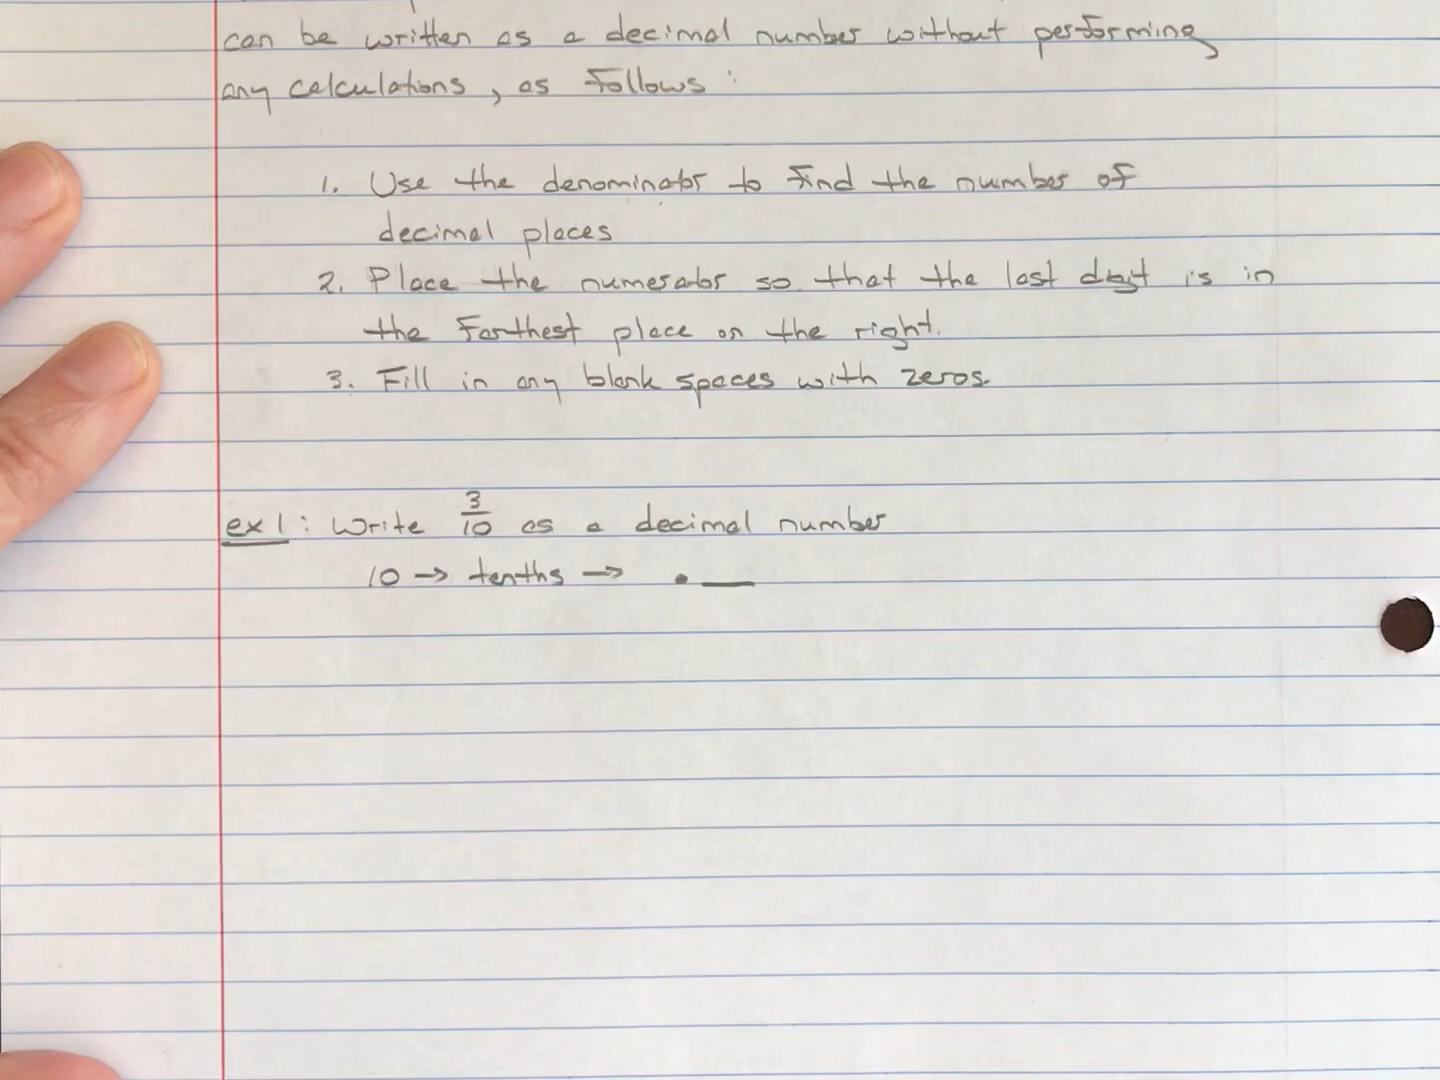 can be written as a decimal number without performing
any calculations, as follows:
1. Use the denominator to find the number of
decimal places
2. Place the numerator so that the last digit is in
the farthest place on the right.
3. Fill in any blank spaces with zeros.
ex 1: Write 3/10 as a decimal number
10 → tenths → . __